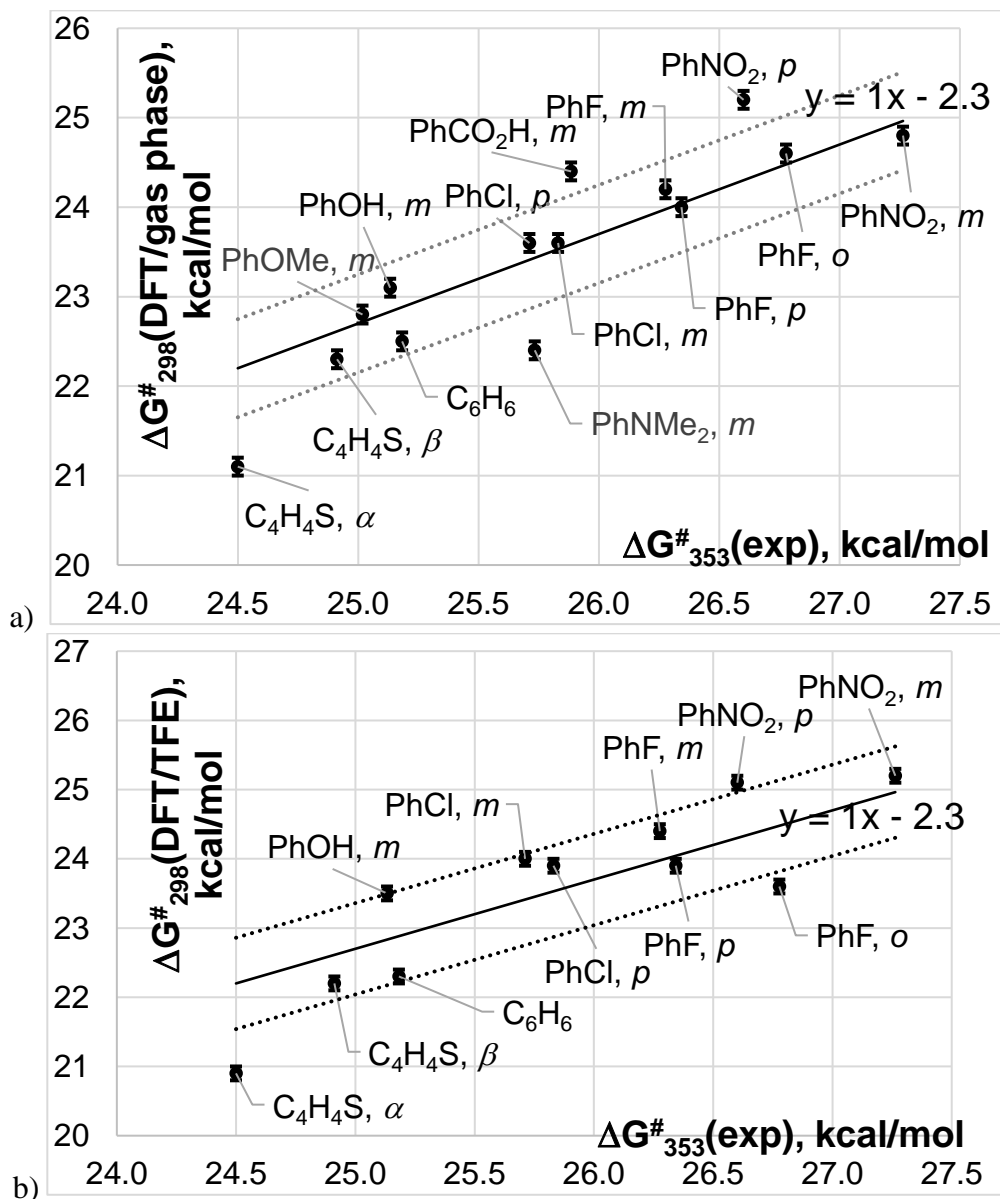 26
25
24
23
22
21
20
ΔG#298(DFT/gas phase),
kcal/mol
PhNO2, p
y = 1x - 2.3
PhF, m
PhCO2H, m
PhOH, m
PhCl, p
PhOMe, m
PhNO2, m
PhF, o
PhF, p
PhCl, m
C6H6
PhNMe2, m
C4H4S, β
C4H4S, α
ΔG#353(exp), kcal/mol
24.0 24.5 25.0 25.5 26.0 26.5 27.0 27.5
a)
27
26
25
24
23
22
21
20
ΔG#298(DFT/TFE),
kcal/mol
PhNO2, m
PhNO2, p
PhF, m
PhCl, m
PhOH, m
y = 1x - 2.3
PhF, o
PhF, p
PhCl, p
C6H6
C4H4S, β
C4H4S, α
ΔG#353(exp), kcal/mol
24.0 24.5 25.0 25.5 26.0 26.5 27.0 27.5
b)